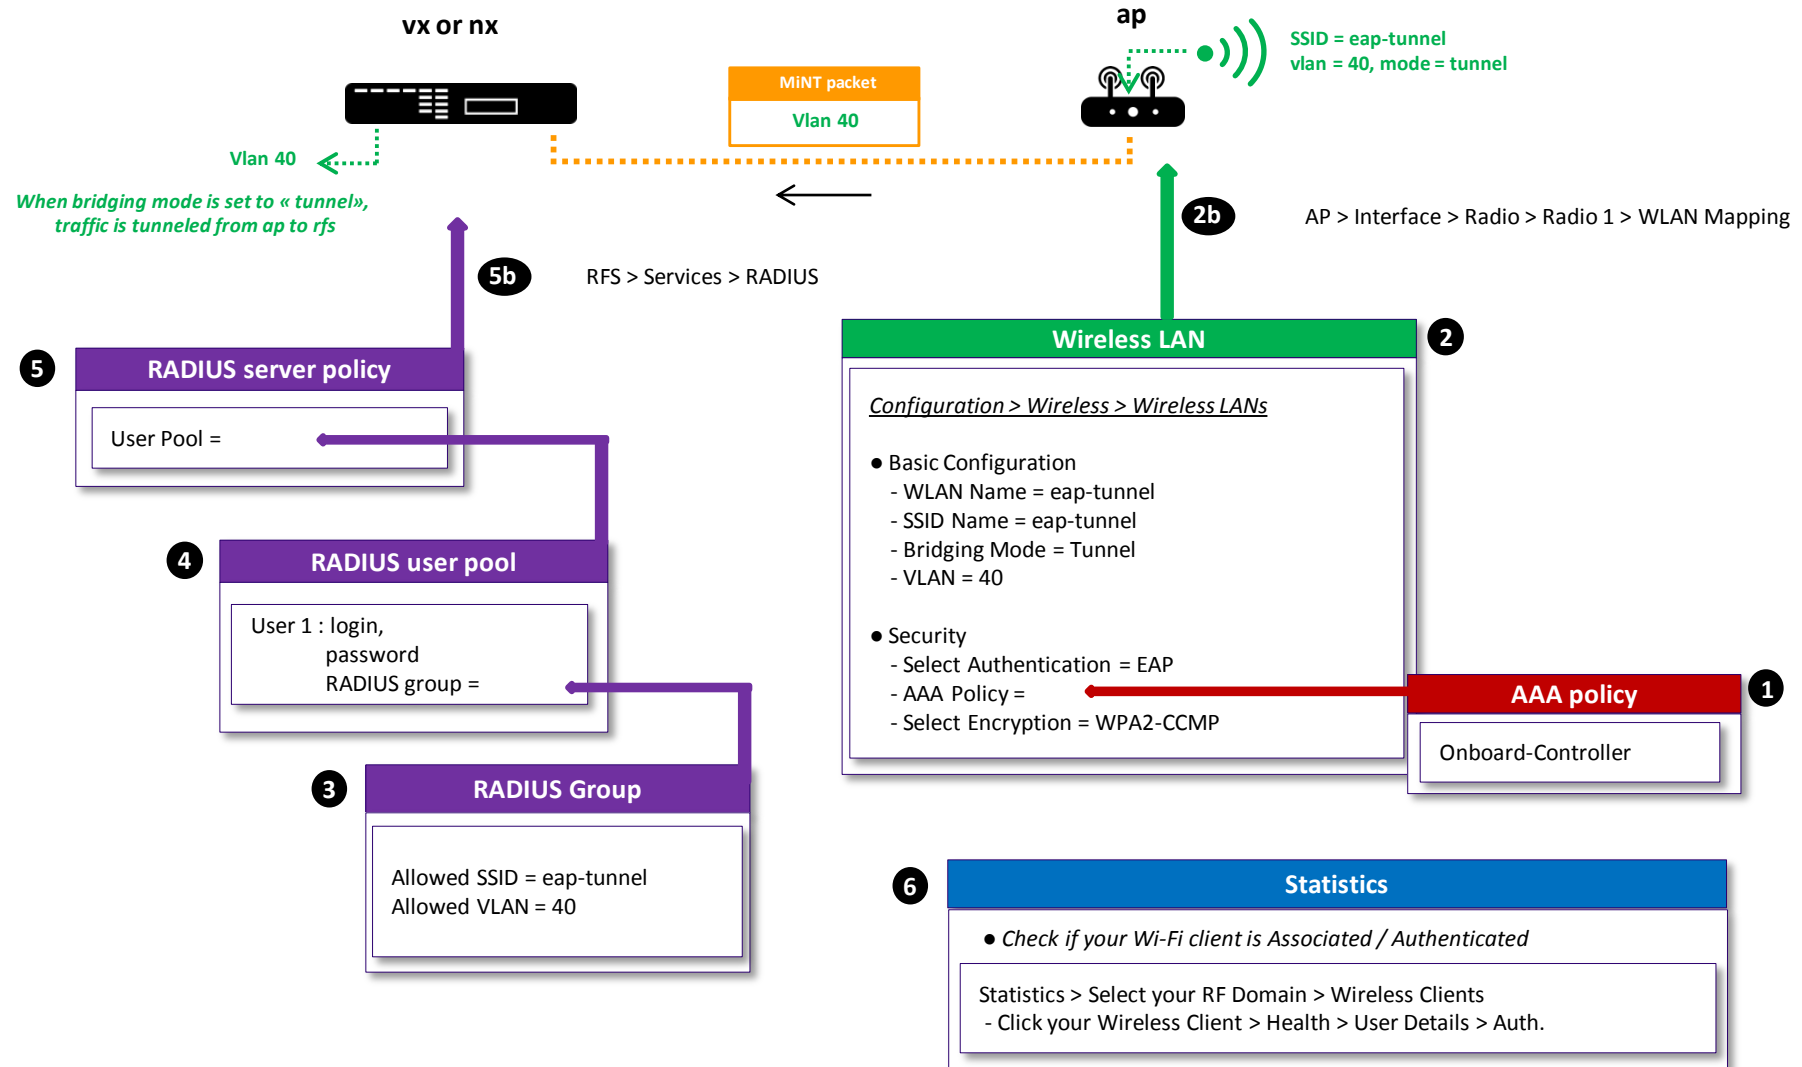 vx or nx
ap
SSID = eap-tunnel
vlan = 40, mode = tunnel
MiNT packet
Vlan 40
Vlan 40
When bridging mode is set to « tunnel»,
traffic is tunneled from ap to rfs
2b
AP > Interface > Radio > Radio 1 > WLAN Mapping
5b
RFS > Services > RADIUS
5
RADIUS server policy
User Pool =
4
RADIUS user pool
User 1 : login,
password
RADIUS group =
3
RADIUS Group
Allowed SSID = eap-tunnel
Allowed VLAN = 40
Wireless LAN
2
Configuration > Wireless > Wireless LANs
● Basic Configuration
- WLAN Name = eap-tunnel
- SSID Name = eap-tunnel
- Bridging Mode = Tunnel
- VLAN = 40
● Security
- Select Authentication = EAP
- AAA Policy =
- Select Encryption = WPA2-CCMP
AAA policy
1
Onboard-Controller
6
Statistics
● Check if your Wi-Fi client is Associated / Authenticated
Statistics > Select your RF Domain > Wireless Clients
- Click your Wireless Client > Health > User Details > Auth.